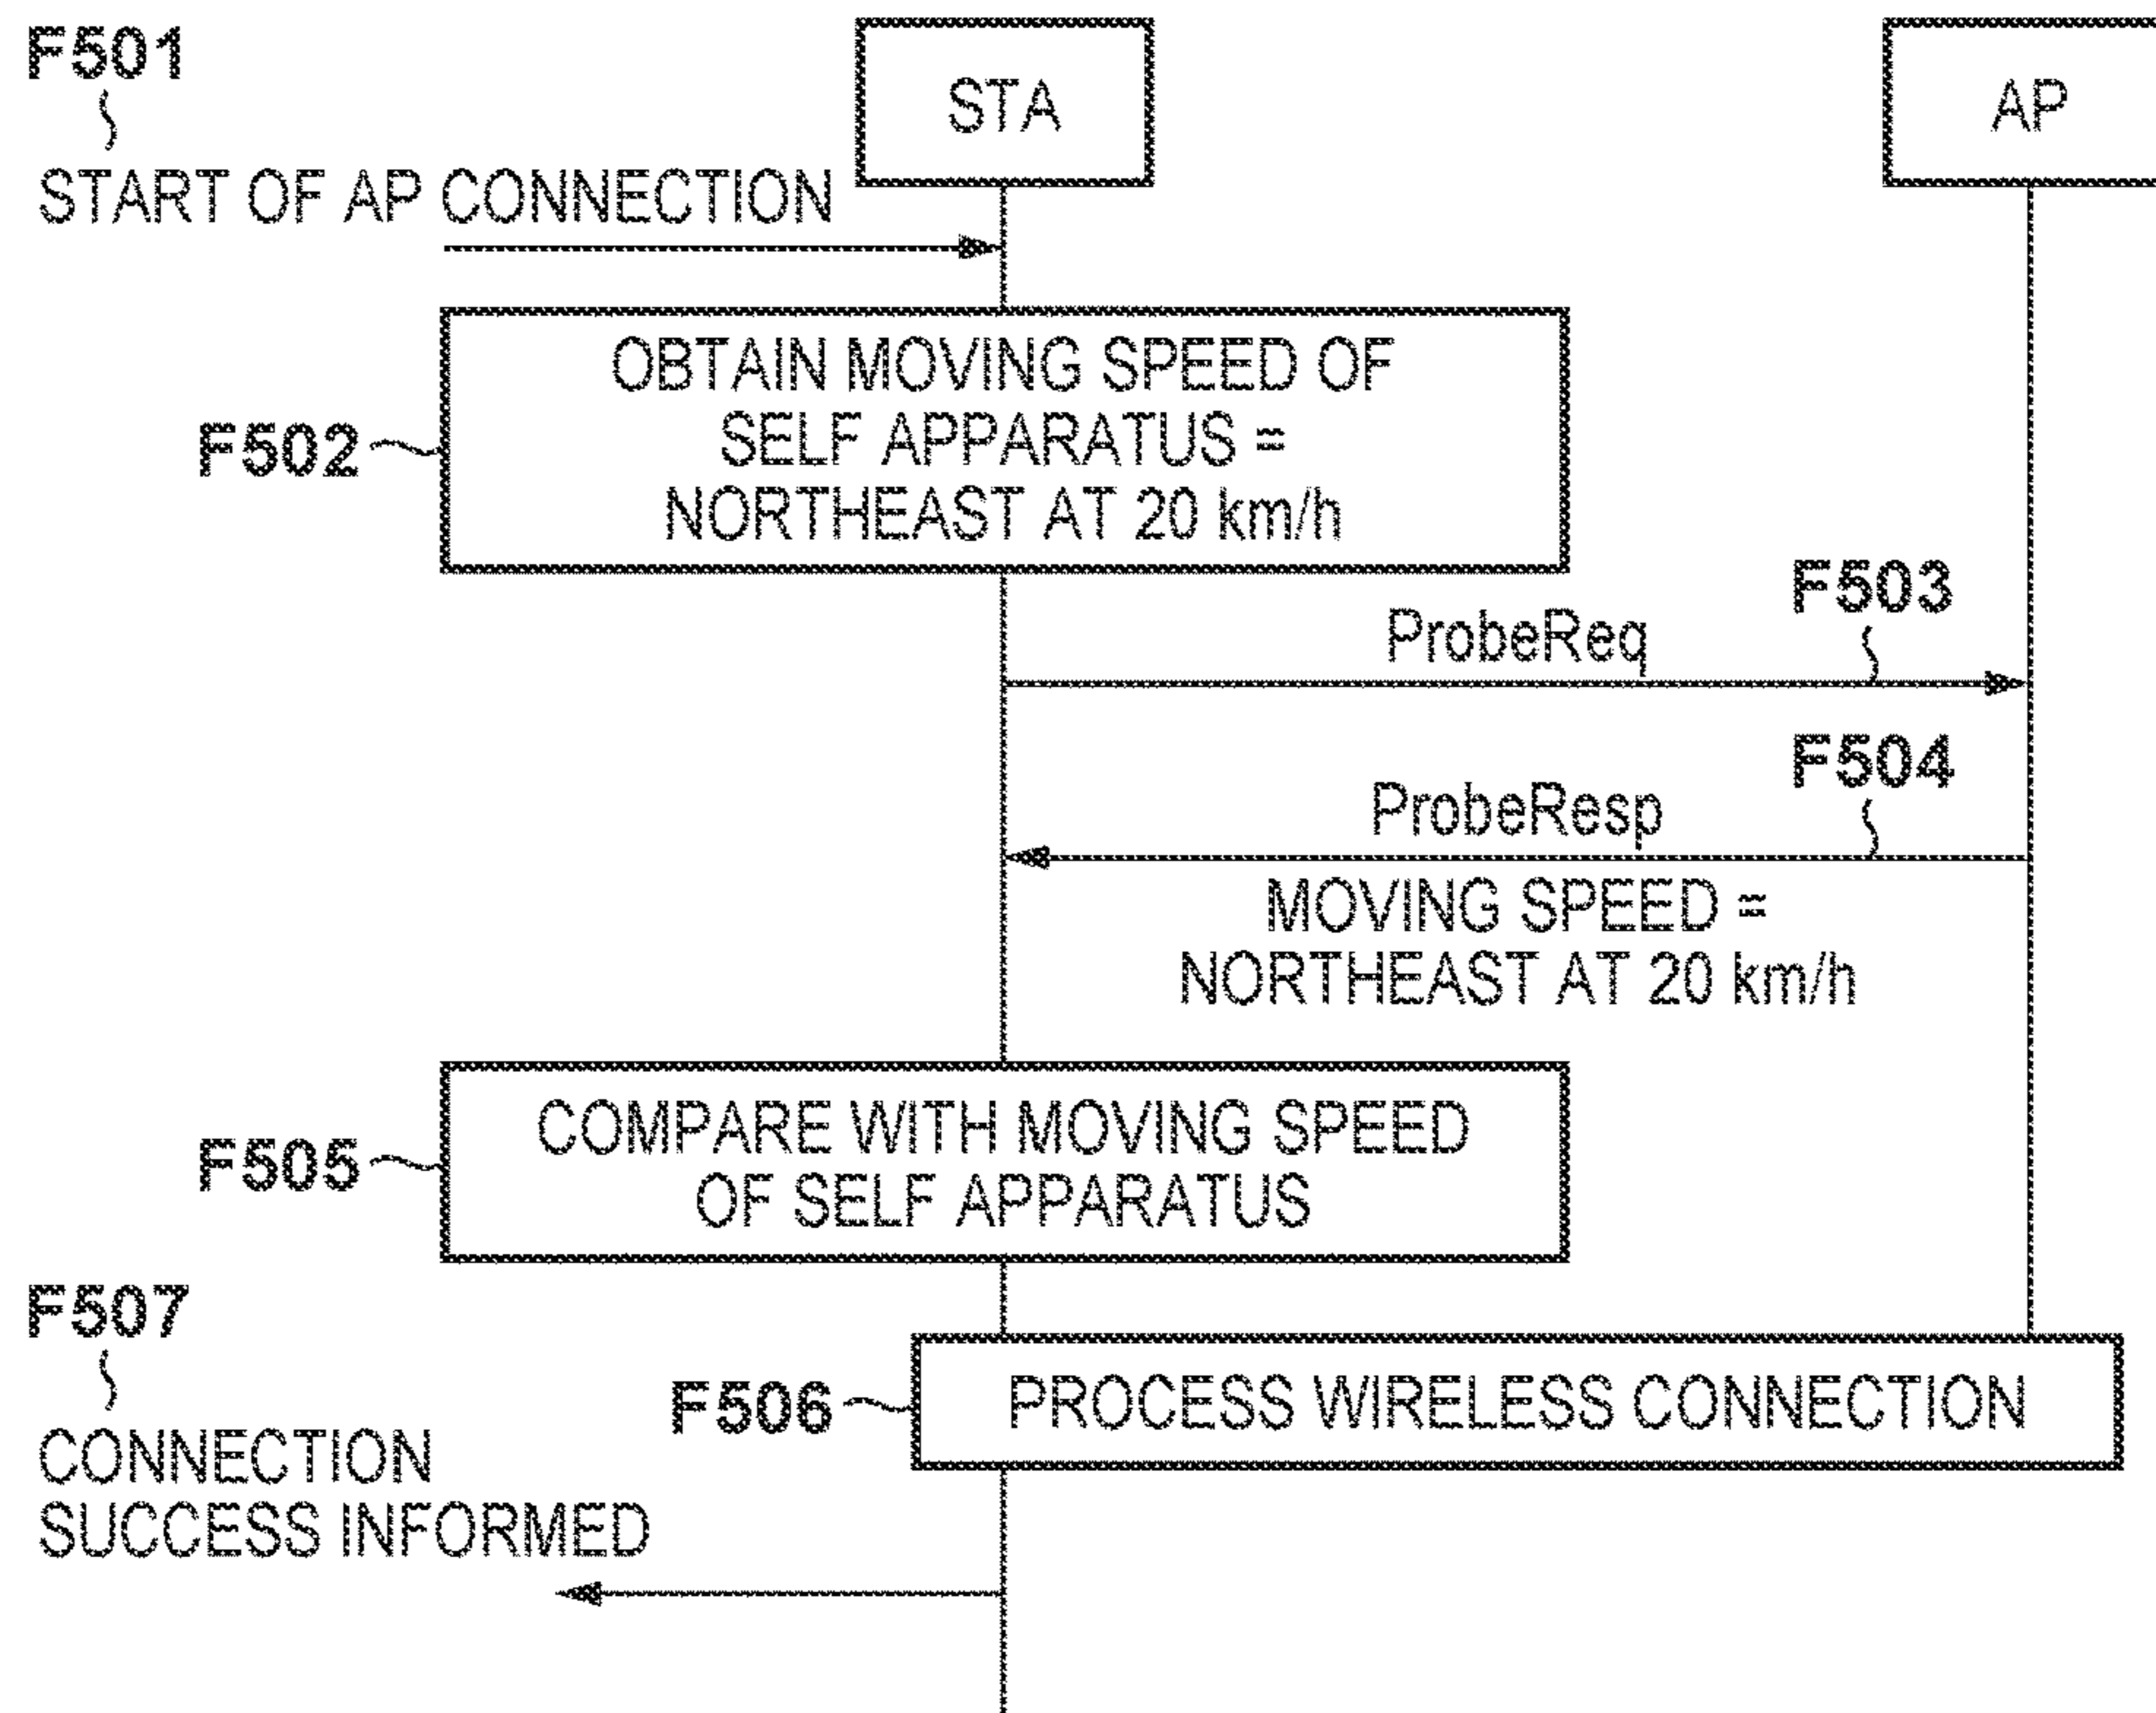 F501
STA
AP
START OF AP CONNECTION
OBTAIN MOVING SPEED OF
SELF APPARATUS =
NORTHEAST AT 20 km/h
F502
F503
ProbeReq
F504
ProbeResp
MOVING SPEED =
NORTHEAST AT 20 km/h
COMPARE WITH MOVING SPEED
OF SELF APPARATUS
F505
F507
F506
PROCESS WIRELESS CONNECTION
CONNECTION
SUCCESS INFORMED